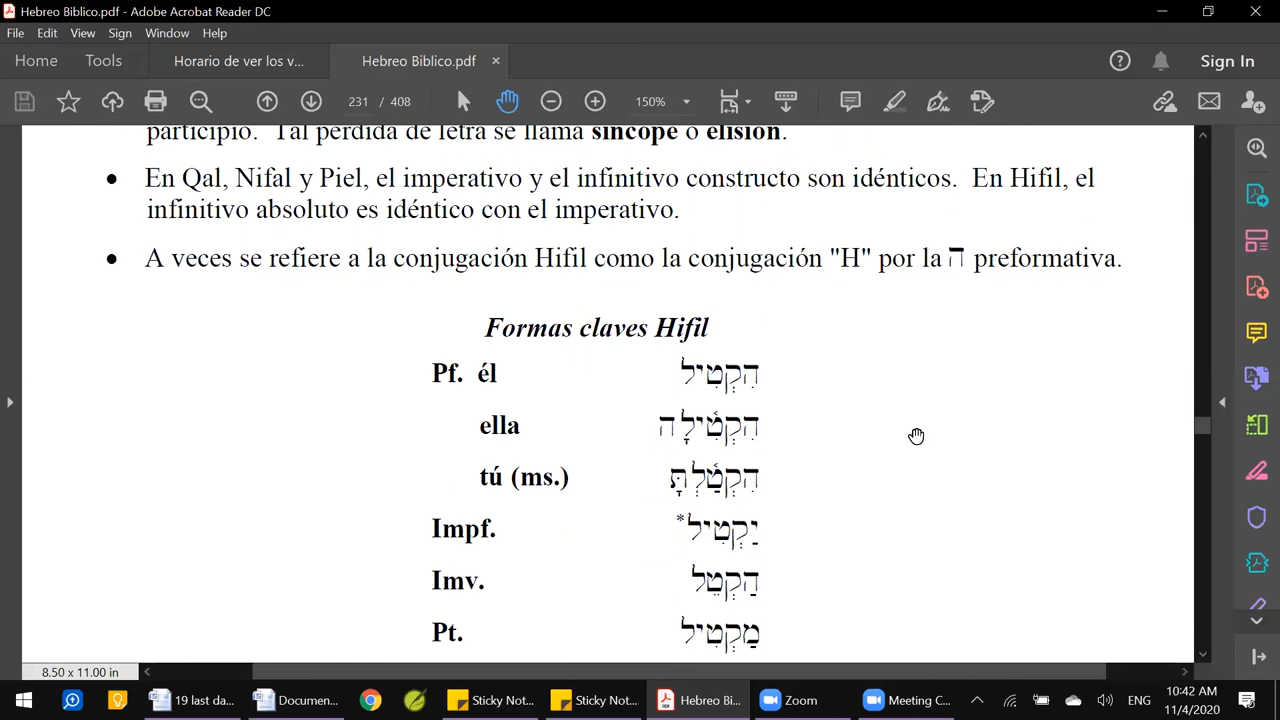 Hebreo Biblico.pdf - Adobe Acrobat Reader DC
File Edit View Sign Window Help
Home Tools Horario de ver los v... Hebreo Biblico.pdf × Sign In
231 / 408 150%
participio. Tal pérdida de letra se llama síncope o elisión.
• En Qal, Nifal y Piel, el imperativo y el infinitivo constructo son idénticos. En Hifil, el
infinitivo absoluto es idéntico con el imperativo.
• A veces se refiere a la conjugación Hifil como la conjugación "H" por la ה preformativa.
Formas claves Hifil
Pf. él הִקְטִיל
ella הִקְטִ֫ילָה
tú (ms.) הִקְטַ֫לְתָּ
Impf. יַקְטִיל*
Imv. הַקְטֵל
Pt. מַקְטִיל
8.50 x 11.00 in
19 last da... Documen... Sticky Not... Sticky Not... Hebreo Bi... Zoom Meeting C... ENG 10:42 AM
11/4/2020